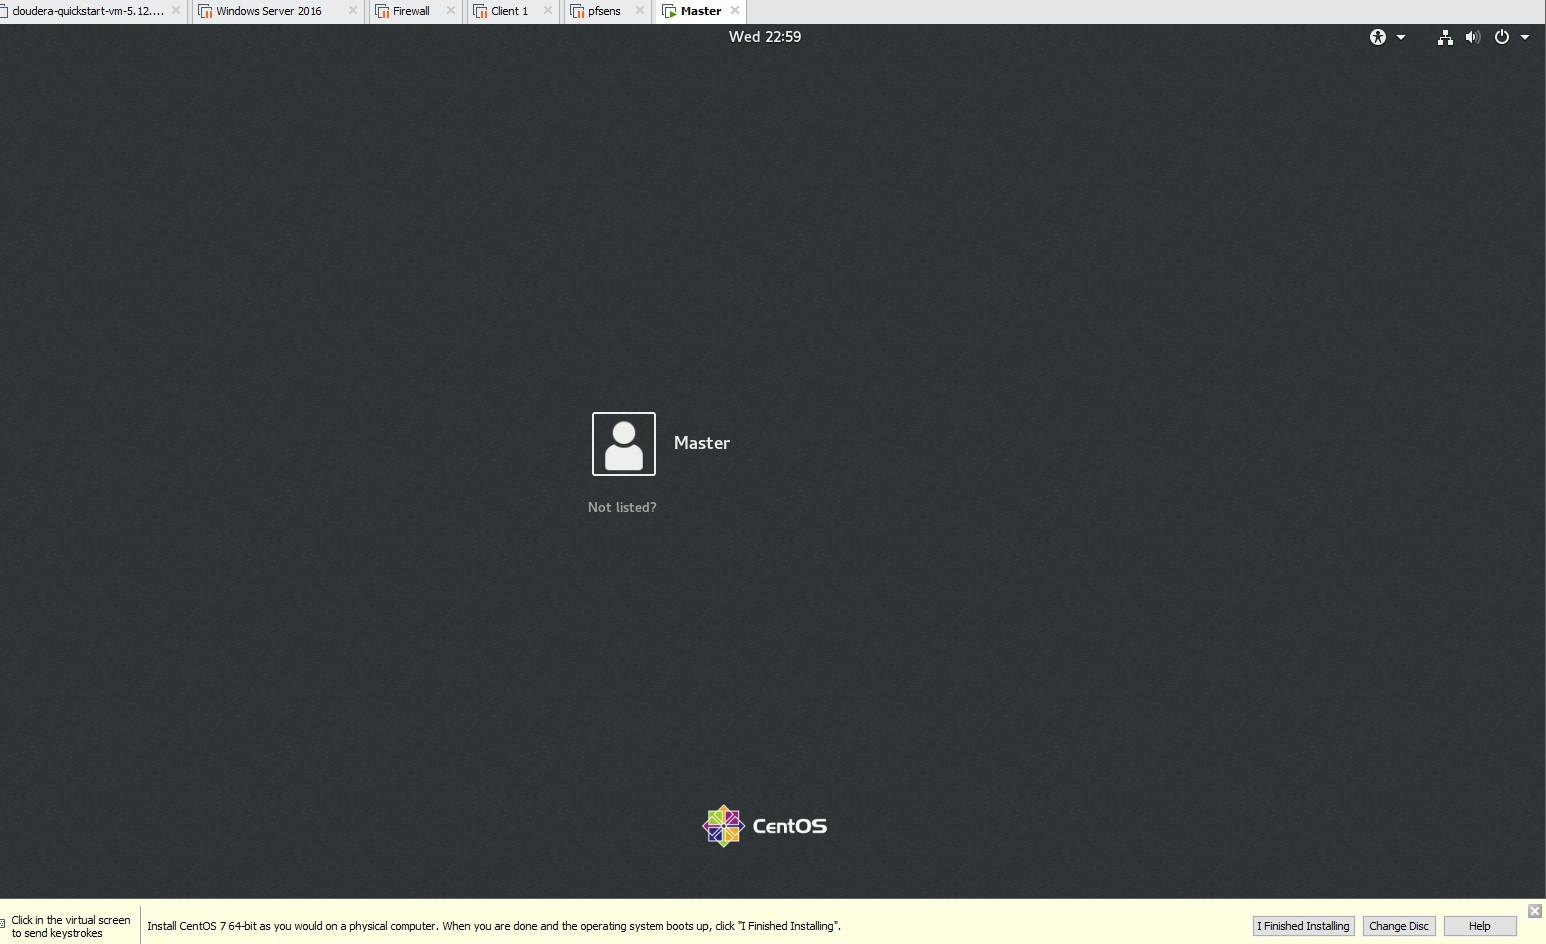 cloudera-quickstart-vm-5.12.... Windows Server 2016 Firewall Client 1 pfsens Master
Wed 22:59
Master
Not listed?
CentOS
Click in the virtual screen
to send keystrokes
Install CentOS 7 64-bit as you would on a physical computer. When you are done and the operating system boots up, click "I Finished Installing".
I Finished Installing Change Disc Help